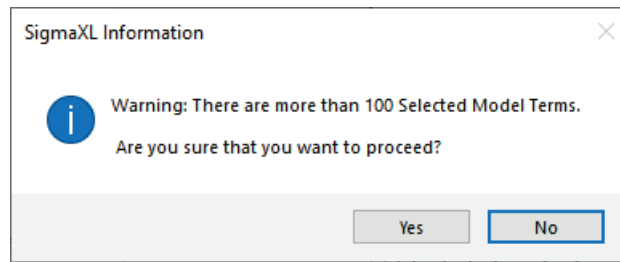 SigmaXL Information
Warning: There are more than 100 Selected Model Terms.
Are you sure that you want to proceed?
Yes No